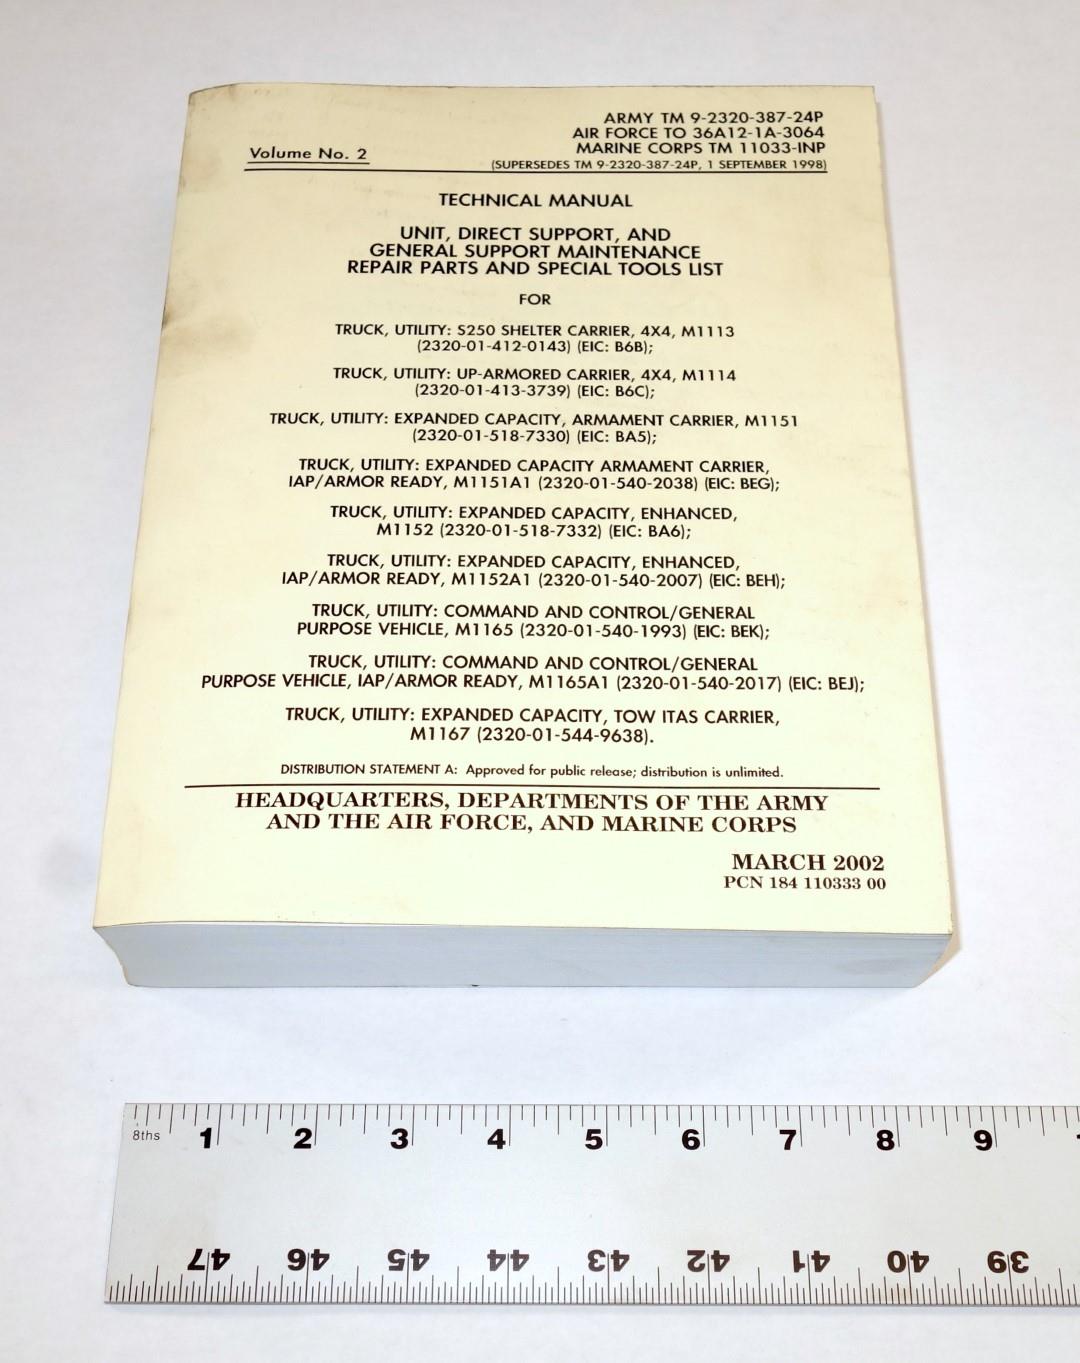 ARMY TM 9-2320-387-24P
AIR FORCE TO 36A12-1A-3064
Volume No. 2
MARINE CORPS TM 11033-INP
(SUPERSEDES TM 9-2320-387-24P, 1 SEPTEMBER 1998)
TECHNICAL MANUAL
UNIT, DIRECT SUPPORT, AND
GENERAL SUPPORT MAINTENANCE
REPAIR PARTS AND SPECIAL TOOLS LIST
FOR
TRUCK, UTILITY: S250 SHELTER CARRIER, 4X4, M1113
(2320-01-412-0143) (EIC: B6B);
TRUCK, UTILITY: UP-ARMORED CARRIER, 4X4, M1114
(2320-01-413-3739) (EIC: B6C);
TRUCK, UTILITY: EXPANDED CAPACITY, ARMAMENT CARRIER, M1151
(2320-01-518-7330) (EIC: BA5);
TRUCK, UTILITY: EXPANDED CAPACITY ARMAMENT CARRIER,
IAP/ARMOR READY, M1151A1 (2320-01-540-2038) (EIC: BEG);
TRUCK, UTILITY: EXPANDED CAPACITY, ENHANCED,
M1152 (2320-01-518-7332) (EIC: BA6);
TRUCK, UTILITY: EXPANDED CAPACITY, ENHANCED,
IAP/ARMOR READY, M1152A1 (2320-01-540-2007) (EIC: BEH);
TRUCK, UTILITY: COMMAND AND CONTROL/GENERAL
PURPOSE VEHICLE, M1165 (2320-01-540-1993) (EIC: BEK);
TRUCK, UTILITY: COMMAND AND CONTROL/GENERAL
PURPOSE VEHICLE, IAP/ARMOR READY, M1165A1 (2320-01-540-2017) (EIC: BEJ);
TRUCK, UTILITY: EXPANDED CAPACITY, TOW ITAS CARRIER,
M1167 (2320-01-544-9638).
DISTRIBUTION STATEMENT A: Approved for public release; distribution is unlimited.
HEADQUARTERS, DEPARTMENTS OF THE ARMY
AND THE AIR FORCE, AND MARINE CORPS
MARCH 2002
PCN 184 110333 00
8ths 1 2 3 4 5 6 7 8 9
47 46 45 44 43 42 41 40 39